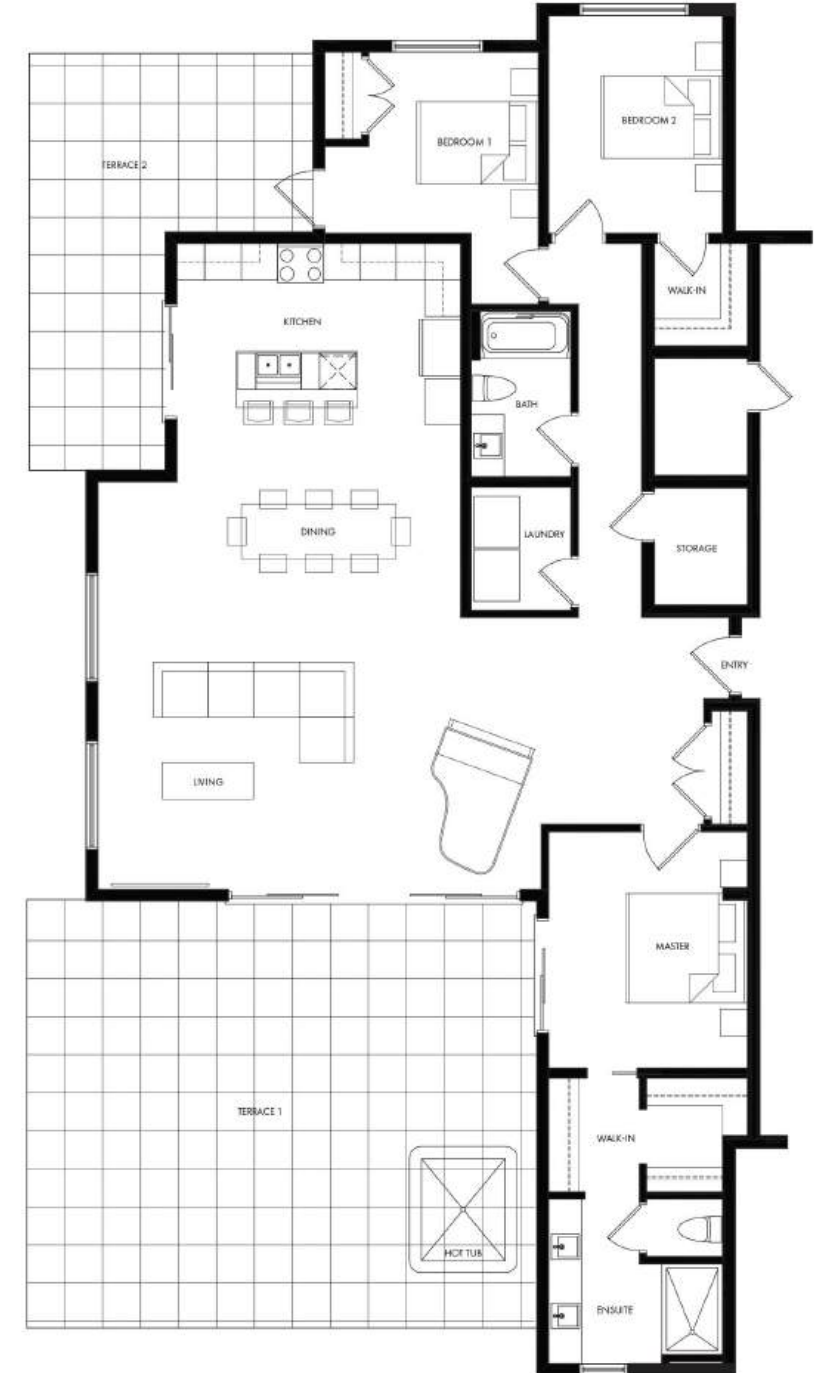 BEDROOM 2
BEDROOM 1
TERRACE 2
WALK-IN
KITCHEN
BATH
DINING
LAUNDRY
STORAGE
ENTRY
LIVING
MASTER
TERRACE 1
WALK-IN
HOT TUB
ENSUITE